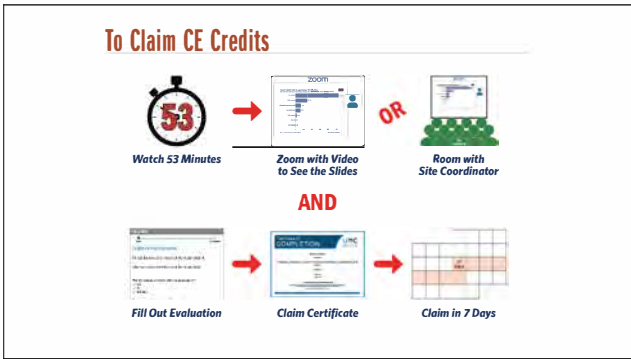 To Claim CE Credits
zoom
53
OR
Watch 53 Minutes
Zoom with Video
to See the Slides
Room with
Site Coordinator
AND
COMPLETION
UMC
Fill Out Evaluation
Claim Certificate
Claim in 7 Days